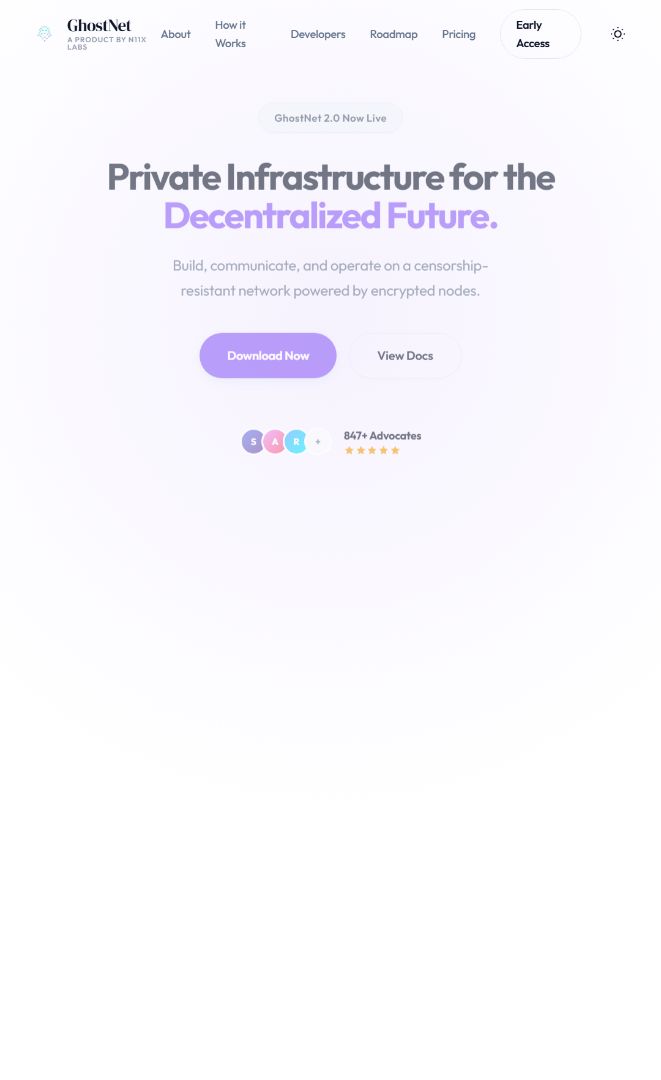 GhostNet
A PRODUCT BY N11X
LABS
About
How it
Works
Developers
Roadmap
Pricing
Early
Access
GhostNet 2.0 Now Live
Private Infrastructure for the
Decentralized Future.
Build, communicate, and operate on a censorship-
resistant network powered by encrypted nodes.
Download Now
View Docs
S A R +
847+ Advocates